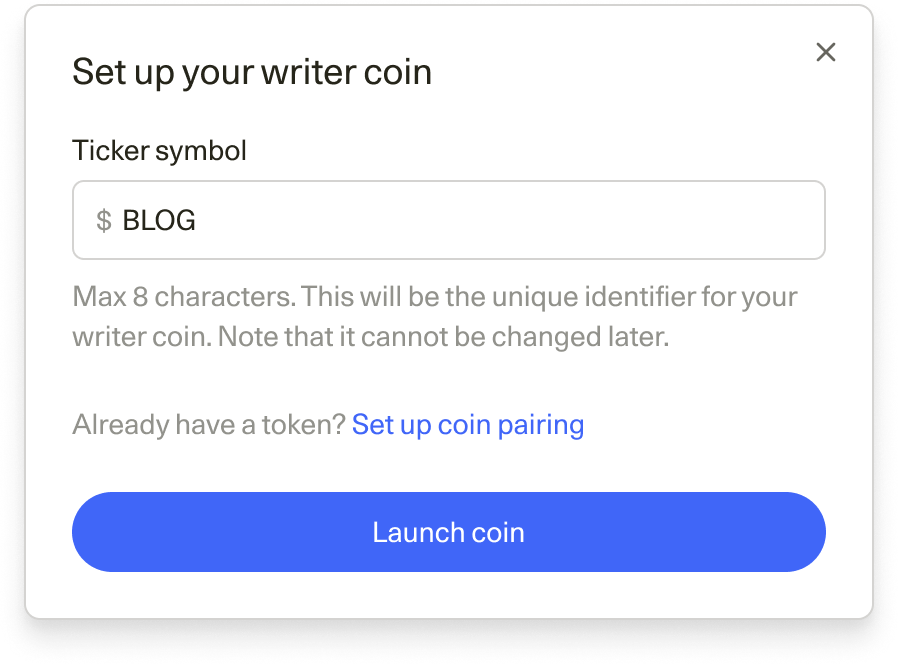 Set up your writer coin
Ticker symbol
$ BLOG
Max 8 characters. This will be the unique identifier for your
writer coin. Note that it cannot be changed later.
Already have a token? Set up coin pairing
Launch coin